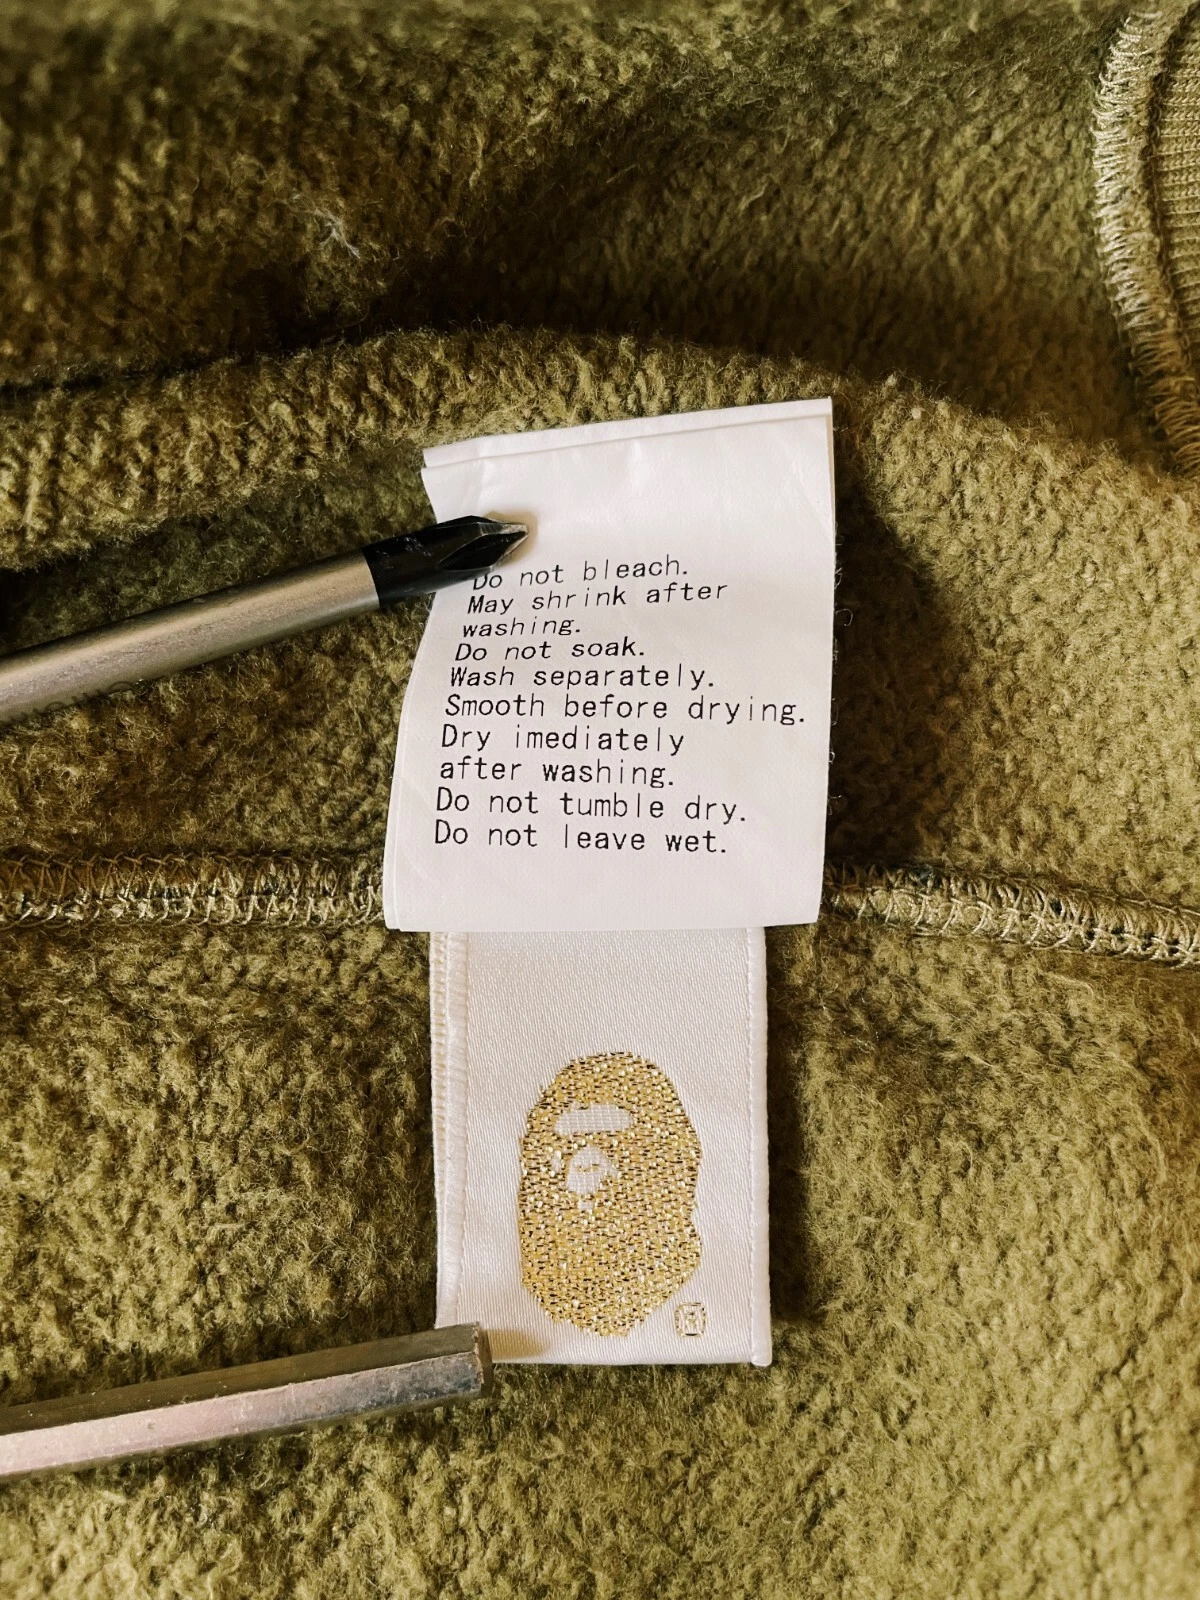 Do not bleach.
May shrink after
washing.
Do not soak.
Wash separately.
Smooth before drying.
Dry imediately
after washing.
Do not tumble dry.
Do not leave wet.